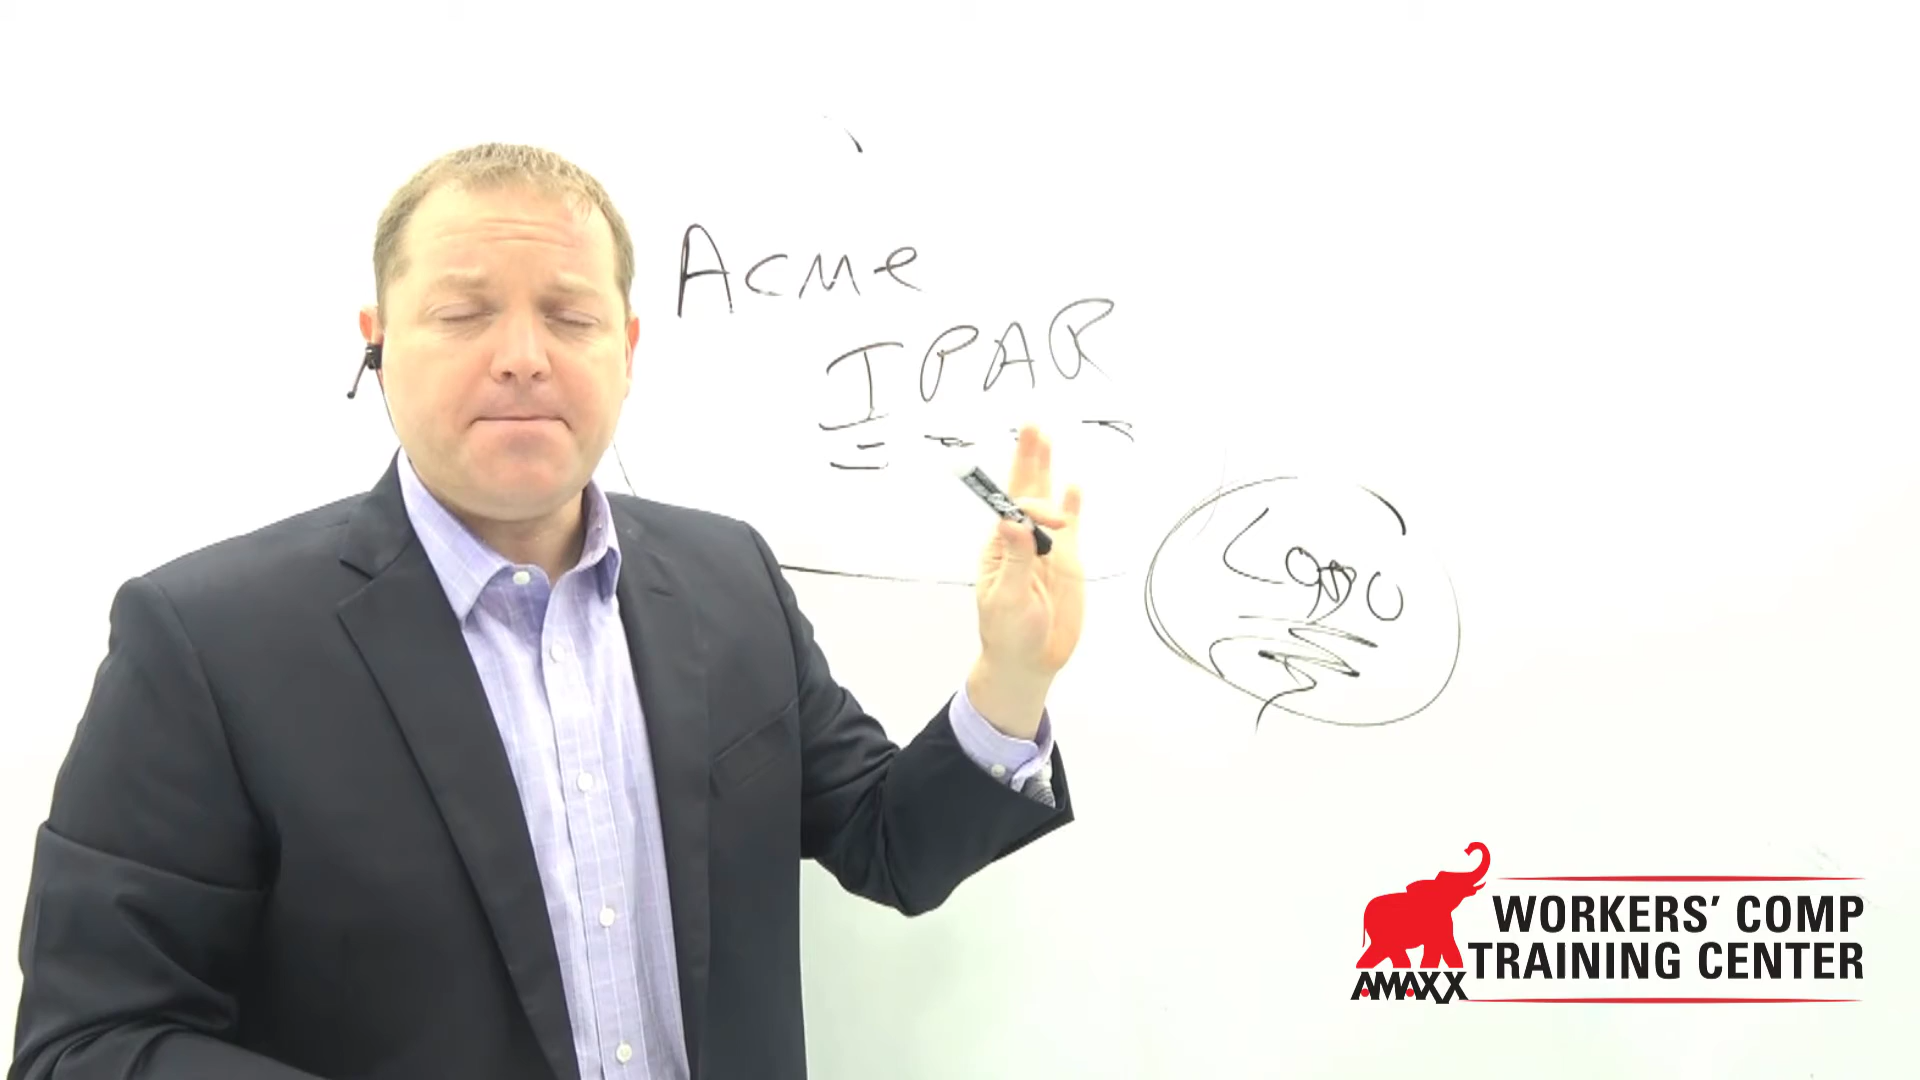 Acme
IPAR
Logo
WORKERS' COMP
TRAINING CENTER
AMAXX